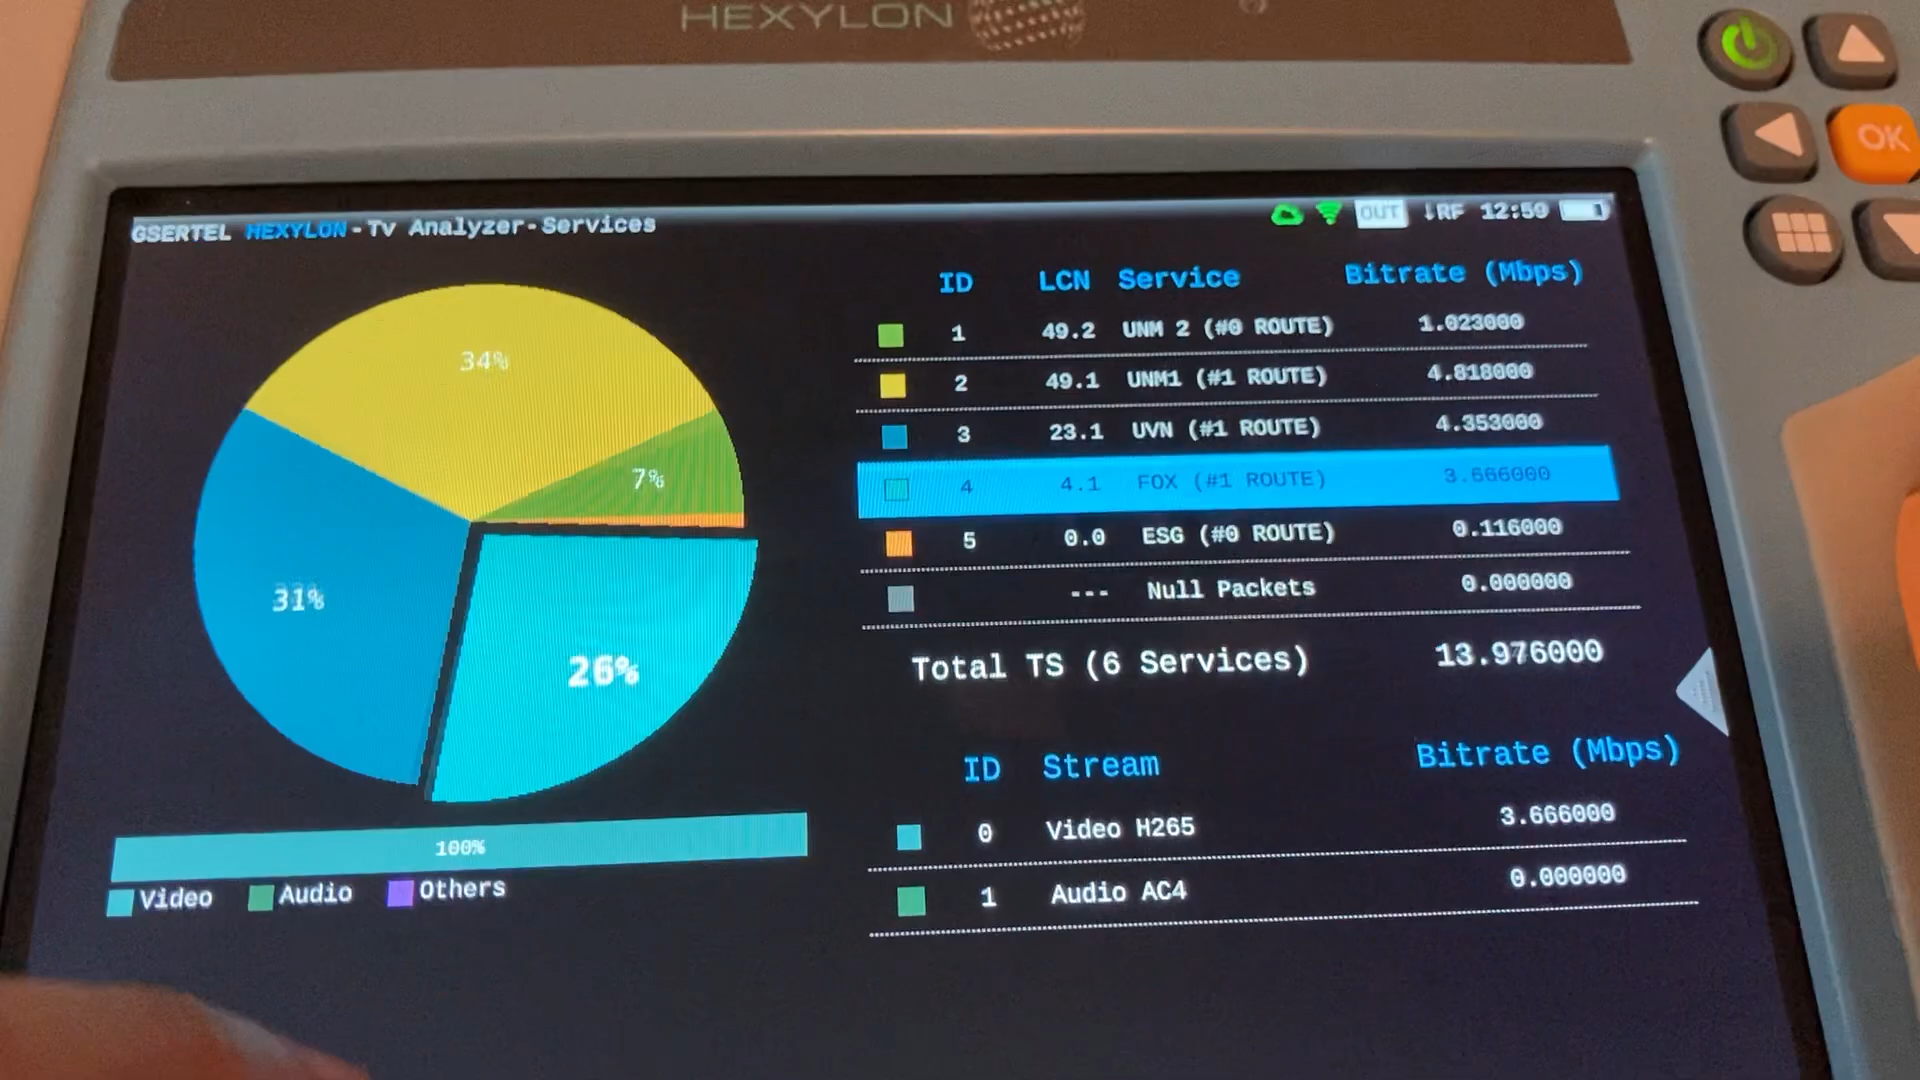 HEXYLON
OK
GSERTEL HEXYLON - Tv Analyzer - Services
OUT ↓RF 12:59
ID LCN Service Bitrate (Mbps)
1 49.2 UNM 2 (#0 ROUTE) 1.023000
2 49.1 UNM1 (#1 ROUTE) 4.818000
3 23.1 UVN (#1 ROUTE) 4.353000
4 4.1 FOX (#1 ROUTE) 3.666000
5 0.0 ESG (#0 ROUTE) 0.116000
--- Null Packets 0.000000
Total TS (6 Services) 13.976000
34%
7%
31%
26%
100%
Video Audio Others
ID Stream Bitrate (Mbps)
0 Video H265 3.666000
1 Audio AC4 0.000000